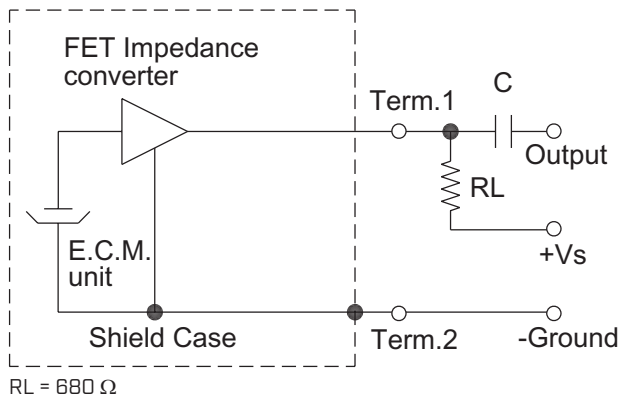 FET Impedance
converter
Term.1
C
Output
RL
+Vs
E.C.M.
unit
Shield Case
Term.2
-Ground
RL = 680 Ω